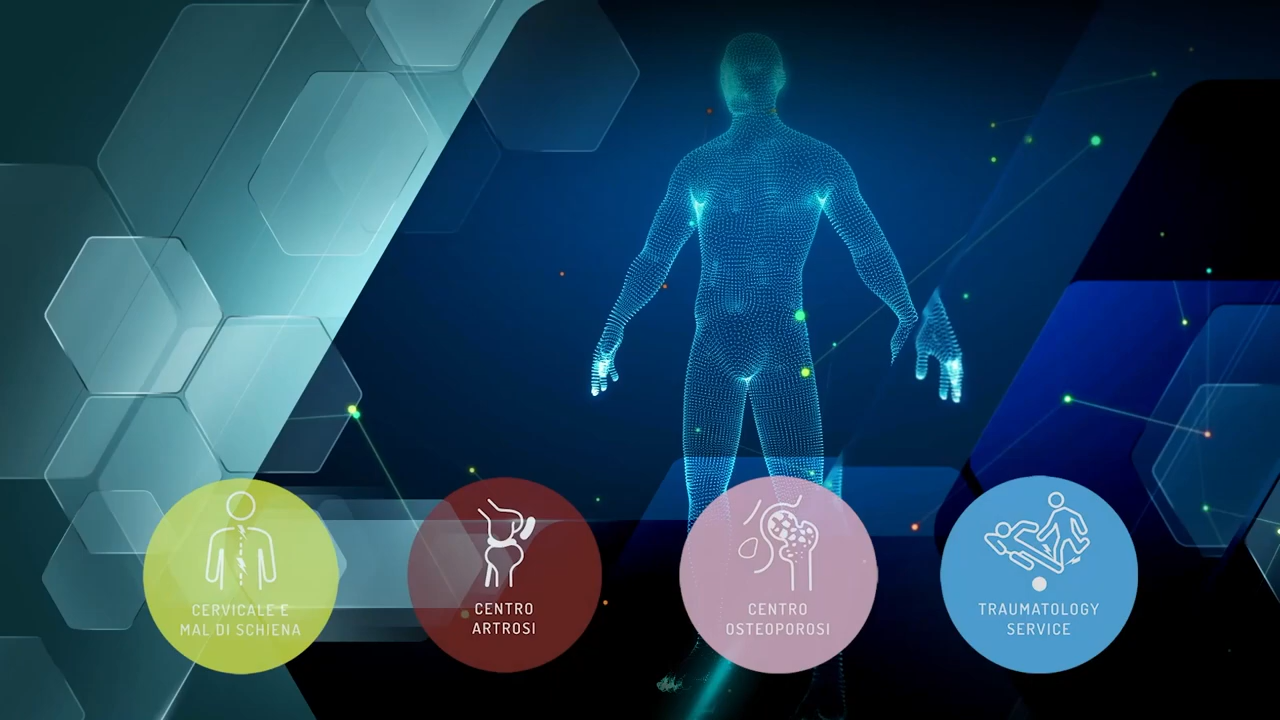 CERVICALE E
MAL DI SCHIENA
CENTRO
ARTROSI
CENTRO
OSTEOPOROSI
TRAUMATOLOGY
SERVICE